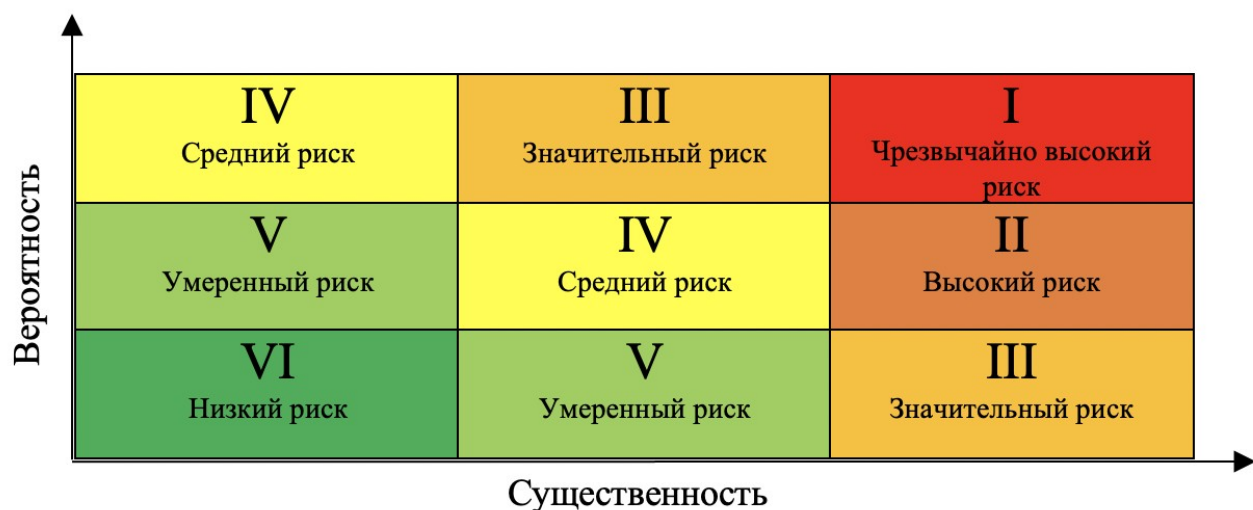 Вероятность
IV
Средний риск
III
Значительный риск
I
Чрезвычайно высокий
риск
V
Умеренный риск
IV
Средний риск
II
Высокий риск
VI
Низкий риск
V
Умеренный риск
III
Значительный риск
Существенность